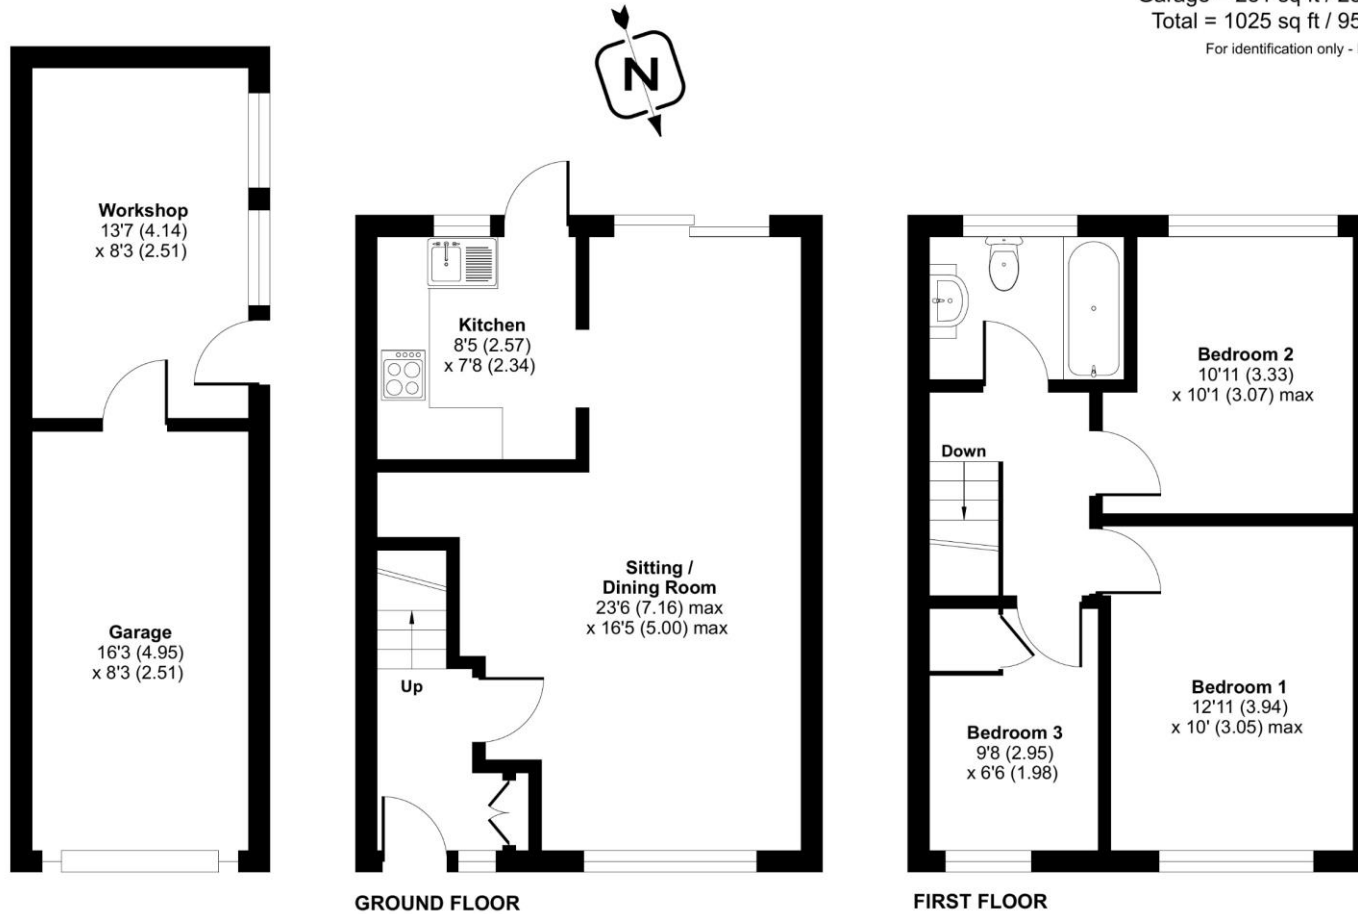 Total = 1025 sq ft / 95
For identification only -
N
Workshop
13'7 (4.14)
x 8'3 (2.51)
Garage
16'3 (4.95)
x 8'3 (2.51)
Kitchen
8'5 (2.57)
x 7'8 (2.34)
Sitting /
Dining Room
23'6 (7.16) max
x 16'5 (5.00) max
Up
GROUND FLOOR
Bedroom 2
10'11 (3.33)
x 10'1 (3.07) max
Down
Bedroom 1
12'11 (3.94)
x 10' (3.05) max
Bedroom 3
9'8 (2.95)
x 6'6 (1.98)
FIRST FLOOR